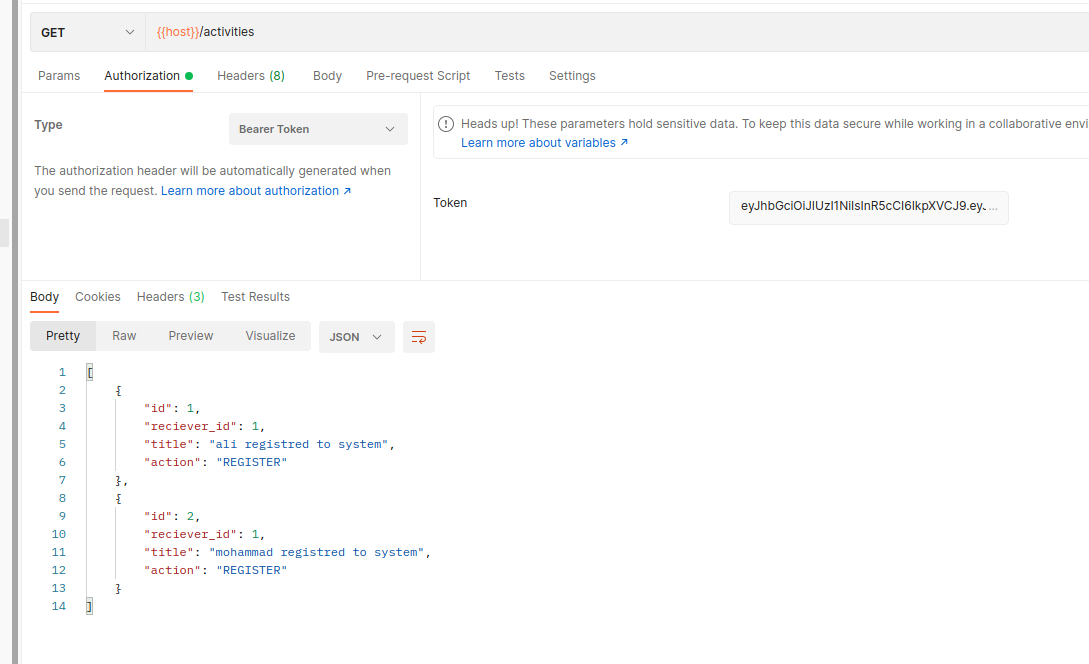 GET {{host}}/activities
Params Authorization Headers (8) Body Pre-request Script Tests Settings
Type Bearer Token
The authorization header will be automatically generated when
you send the request. Learn more about authorization ↗
Heads up! These parameters hold sensitive data. To keep this data secure while working in a collaborative envi
Learn more about variables ↗
Token eyJhbGciOiJIUzI1NiIsInR5cCI6IkpXVCJ9.ey...
Body Cookies Headers (3) Test Results
Pretty Raw Preview Visualize JSON
1 [
2 {
3 "id": 1,
4 "reciever_id": 1,
5 "title": "ali registred to system",
6 "action": "REGISTER"
7 },
8 {
9 "id": 2,
10 "reciever_id": 1,
11 "title": "mohammad registred to system",
12 "action": "REGISTER"
13 }
14 ]